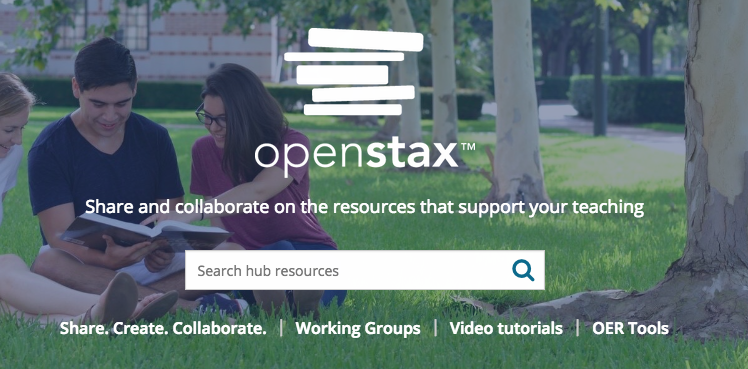 openstax™
Share and collaborate on the resources that support your teaching
Search hub resources
Share. Create. Collaborate. | Working Groups | Video tutorials | OER Tools